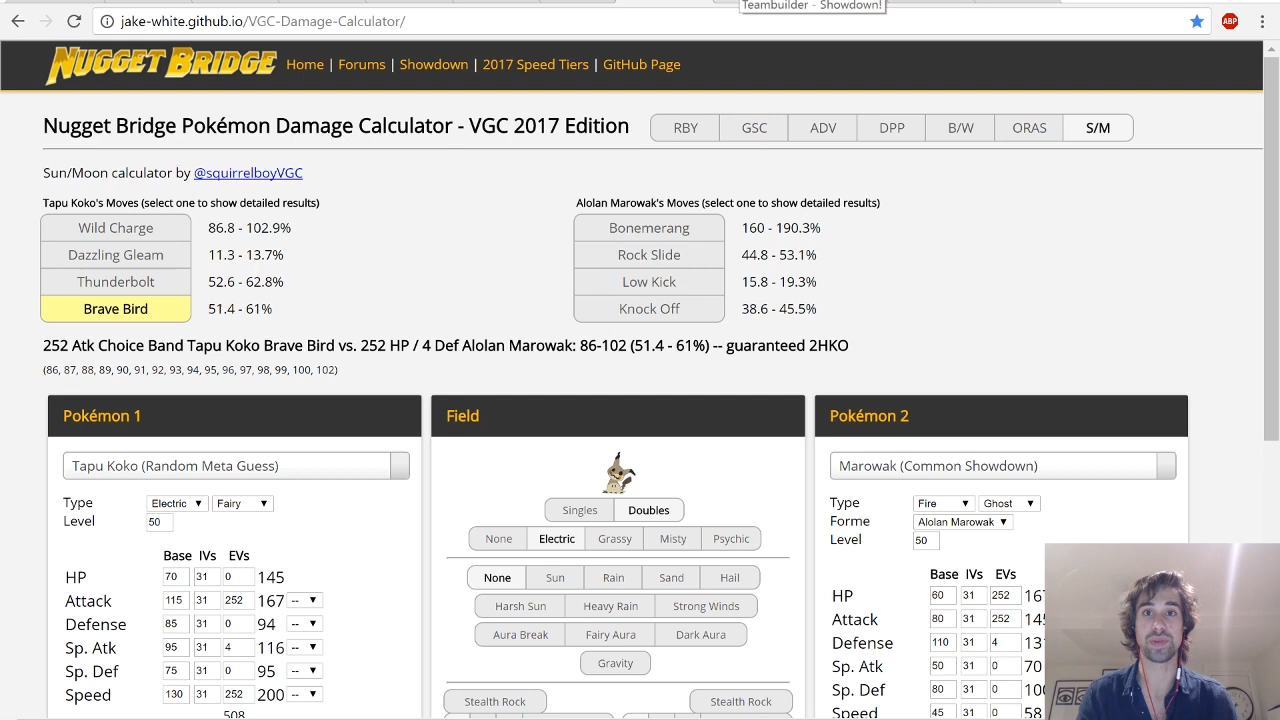 Teambuilder - Showdown!
jake-white.github.io/VGC-Damage-Calculator/
ABP
NUGGET BRIDGE Home | Forums | Showdown | 2017 Speed Tiers | GitHub Page
Nugget Bridge Pokémon Damage Calculator - VGC 2017 Edition RBY GSC ADV DPP B/W ORAS S/M
Sun/Moon calculator by @squirrelboyVGC
Tapu Koko's Moves (select one to show detailed results)
Wild Charge 86.8 - 102.9%
Dazzling Gleam 11.3 - 13.7%
Thunderbolt 52.6 - 62.8%
Brave Bird 51.4 - 61%
Alolan Marowak's Moves (select one to show detailed results)
Bonemerang 160 - 190.3%
Rock Slide 44.8 - 53.1%
Low Kick 15.8 - 19.3%
Knock Off 38.6 - 45.5%
252 Atk Choice Band Tapu Koko Brave Bird vs. 252 HP / 4 Def Alolan Marowak: 86-102 (51.4 - 61%) -- guaranteed 2HKO
(86, 87, 88, 89, 90, 91, 92, 93, 94, 95, 96, 97, 98, 99, 100, 102)
Pokémon 1
Tapu Koko (Random Meta Guess)
Type Electric Fairy
Level 50
Base IVs EVs
HP 70 31 0 145
Attack 115 31 252 167 --
Defense 85 31 0 94 --
Sp. Atk 95 31 4 116 --
Sp. Def 75 31 0 95 --
Speed 130 31 252 200 --
508
Field
Singles Doubles
None Electric Grassy Misty Psychic
None Sun Rain Sand Hail
Harsh Sun Heavy Rain Strong Winds
Aura Break Fairy Aura Dark Aura
Gravity
Stealth Rock Stealth Rock
Pokémon 2
Marowak (Common Showdown)
Type Fire Ghost
Forme Alolan Marowak
Level 50
Base IVs EVs
HP 60 31 252
Attack 80 31 252
Defense 110 31 4
Sp. Atk 50 31 0 70
Sp. Def 80 31 0
Speed 45 31 0 58